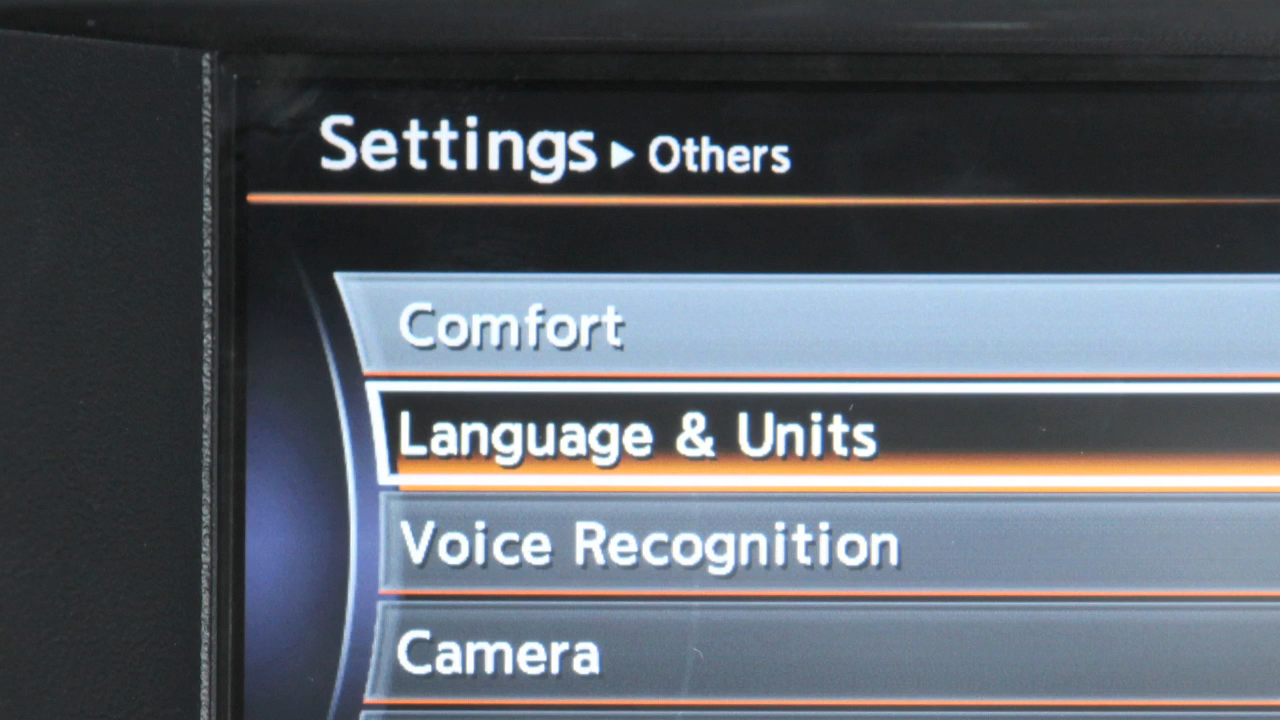 Settings ▶ Others
Comfort
Language & Units
Voice Recognition
Camera